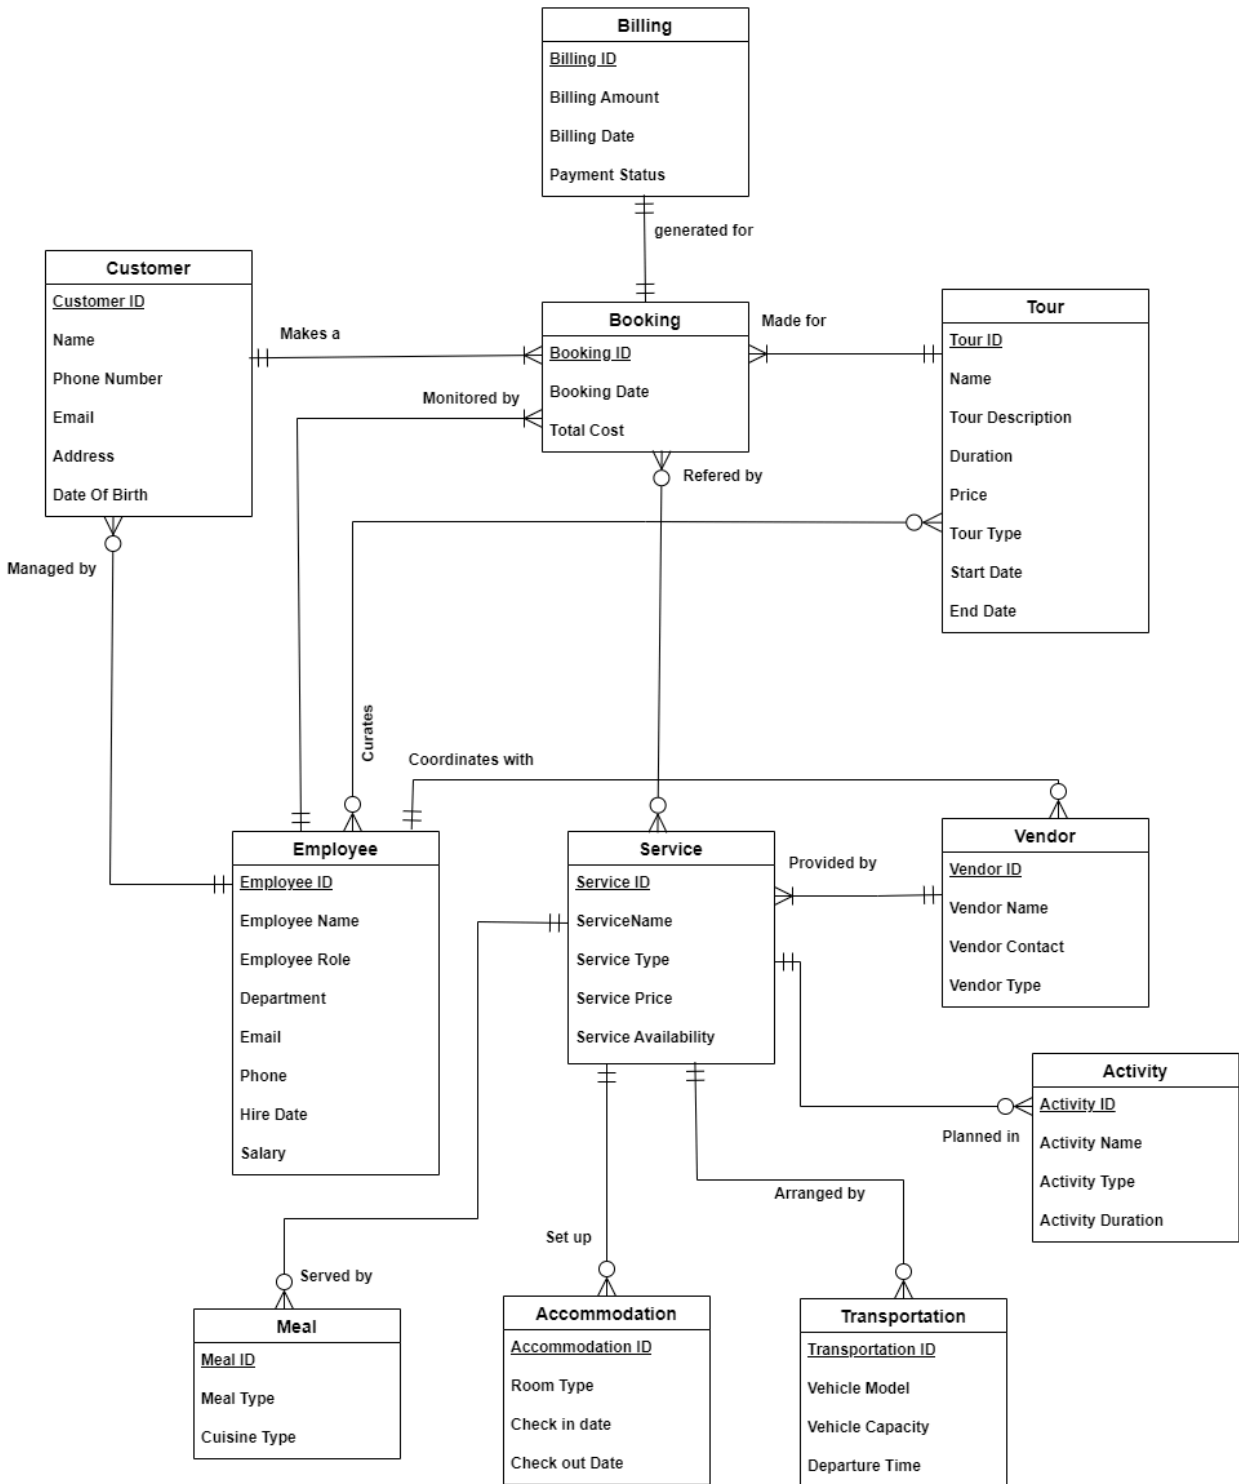 Billing
Billing ID
Billing Amount
Billing Date
Payment Status
generated for
Customer
Customer ID
Name
Phone Number
Email
Address
Date Of Birth
Makes a
Booking
Booking ID
Booking Date
Total Cost
Made for
Tour
Tour ID
Name
Tour Description
Duration
Price
Tour Type
Start Date
End Date
Monitored by
Refered by
Managed by
Curates
Coordinates with
Employee
Employee ID
Employee Name
Employee Role
Department
Email
Phone
Hire Date
Salary
Service
Service ID
ServiceName
Service Type
Service Price
Service Availability
Provided by
Vendor
Vendor ID
Vendor Name
Vendor Contact
Vendor Type
Activity
Activity ID
Activity Name
Activity Type
Activity Duration
Planned in
Arranged by
Set up
Served by
Meal
Meal ID
Meal Type
Cuisine Type
Accommodation
Accommodation ID
Room Type
Check in date
Check out Date
Transportation
Transportation ID
Vehicle Model
Vehicle Capacity
Departure Time